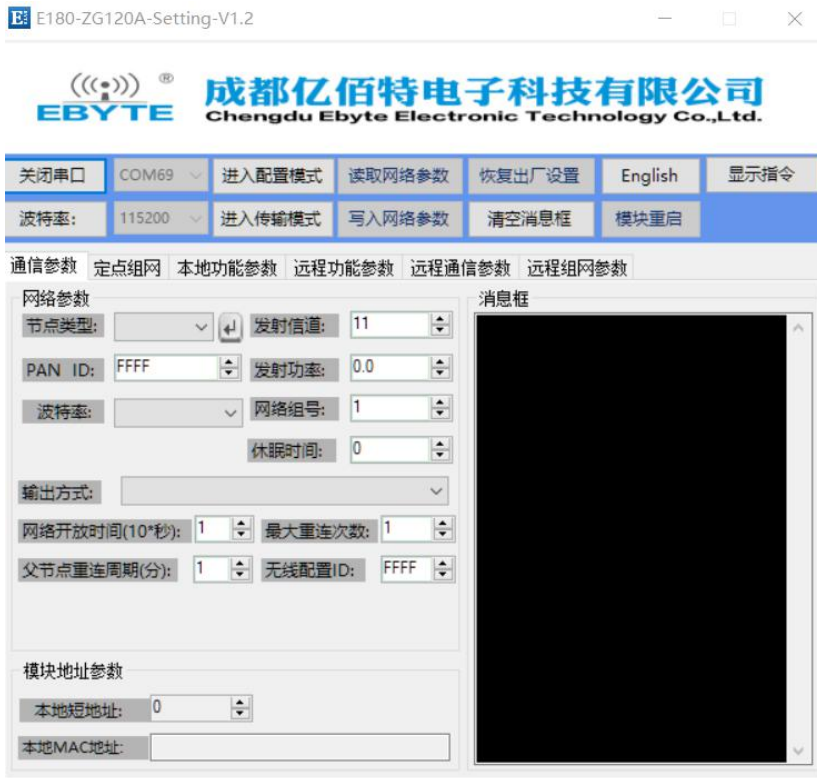 E180-ZG120A-Setting-V1.2
EBYTE ®
成都亿佰特电子科技有限公司
Chengdu Ebyte Electronic Technology Co.,Ltd.
关闭串口 COM69 进入配置模式 读取网络参数 恢复出厂设置 English 显示指令
波特率: 115200 进入传输模式 写入网络参数 清空消息框 模块重启
通信参数 定点组网 本地功能参数 远程功能参数 远程通信参数 远程组网参数
网络参数
节点类型: 发射信道: 11
PAN ID: FFFF 发射功率: 0.0
波特率: 网络组号: 1
休眠时间: 0
输出方式:
网络开放时间(10*秒): 1 最大重连次数: 1
父节点重连周期(分): 1 无线配置ID: FFFF
模块地址参数
本地短地址: 0
本地MAC地址:
消息框